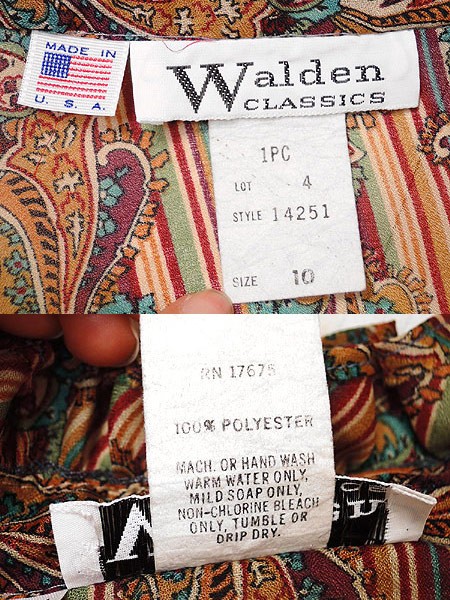 MADE IN
U. S. A.
Walden
CLASSICS
1PC
LOT 4
STYLE 14251
SIZE 10
RN 17675
100% POLYESTER
MACH. OR HAND WASH
WARM WATER ONLY,
MILD SOAP ONLY,
NON-CHLORINE BLEACH
ONLY, TUMBLE OR
DRIP DRY.